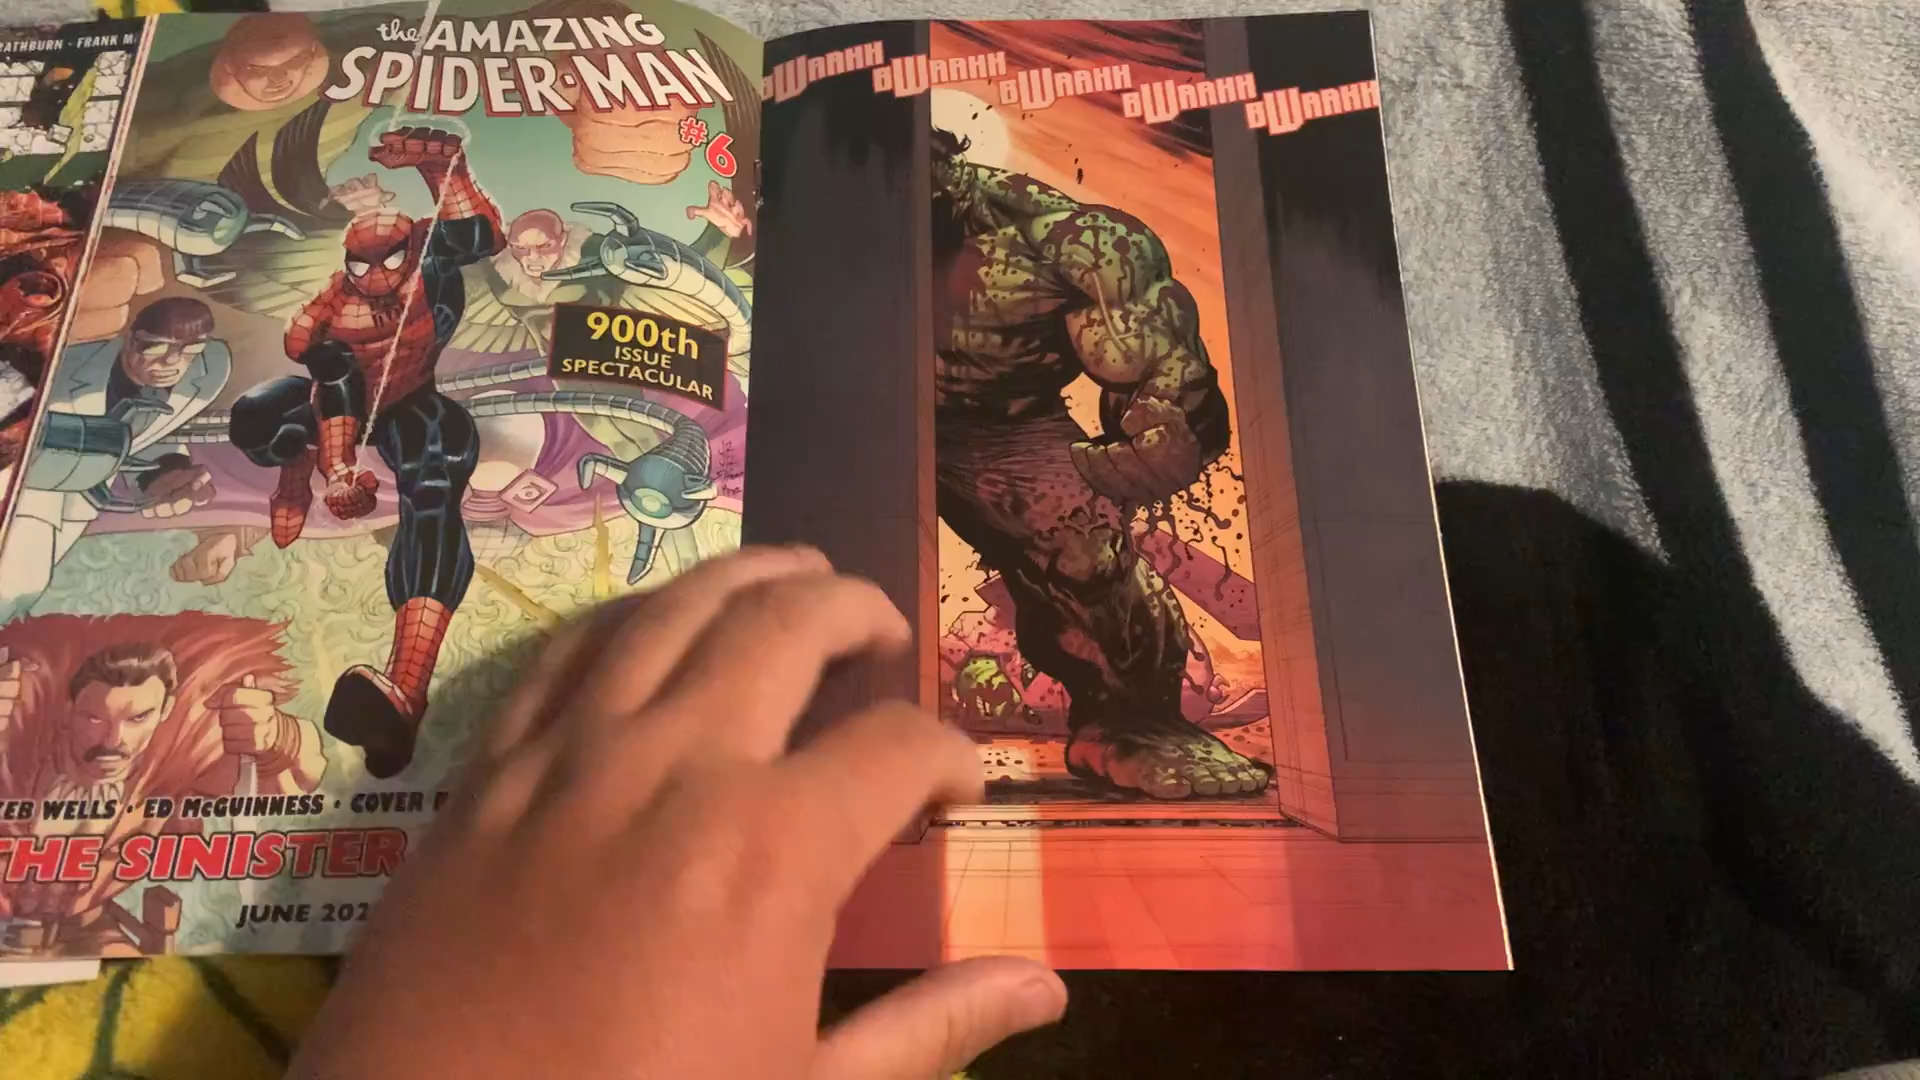 RATHBURN · FRANK M
the AMAZING
SPIDER-MAN
#6
900th
ISSUE
SPECTACULAR
EB WELLS · ED McGUINNESS · COVER
THE SINISTER
JUNE 202
BWAAHH BWAAHH BWAAHH BWAAHH BWAAHH